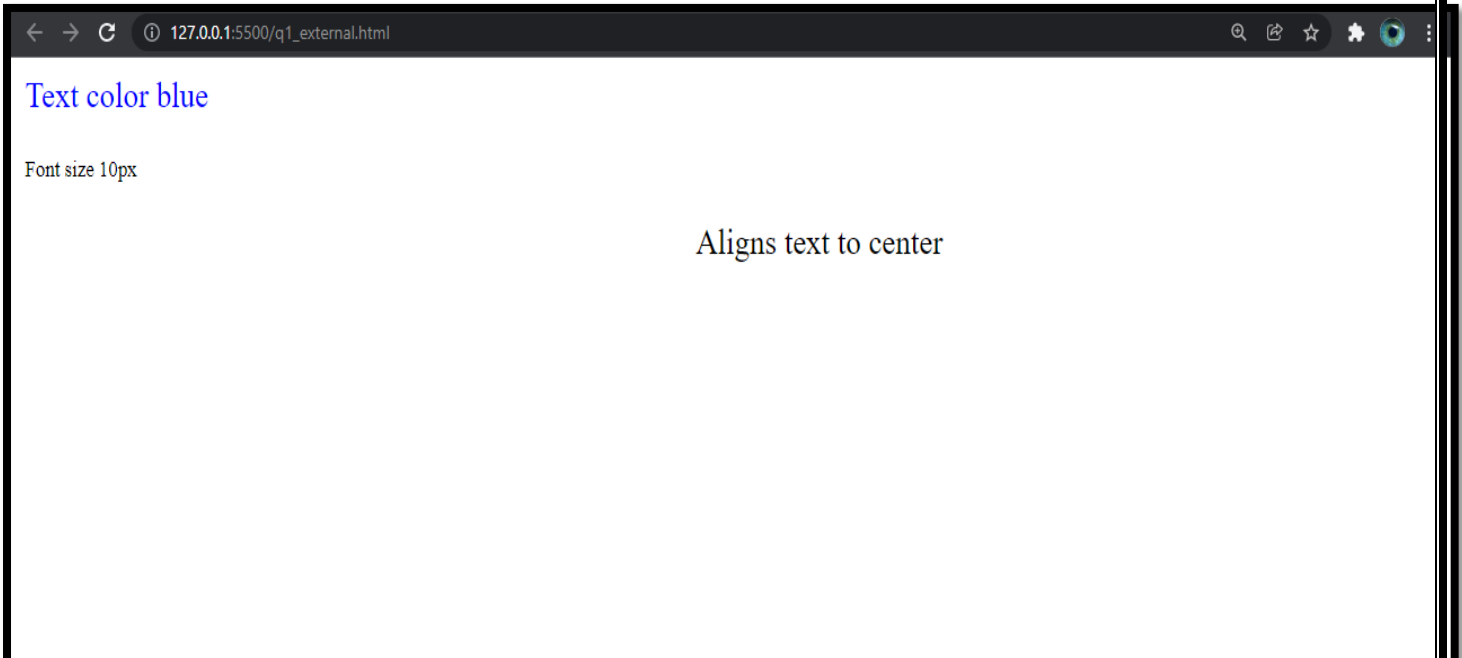 127.0.0.1:5500/q1_external.html
Text color blue
Font size 10px
Aligns text to center